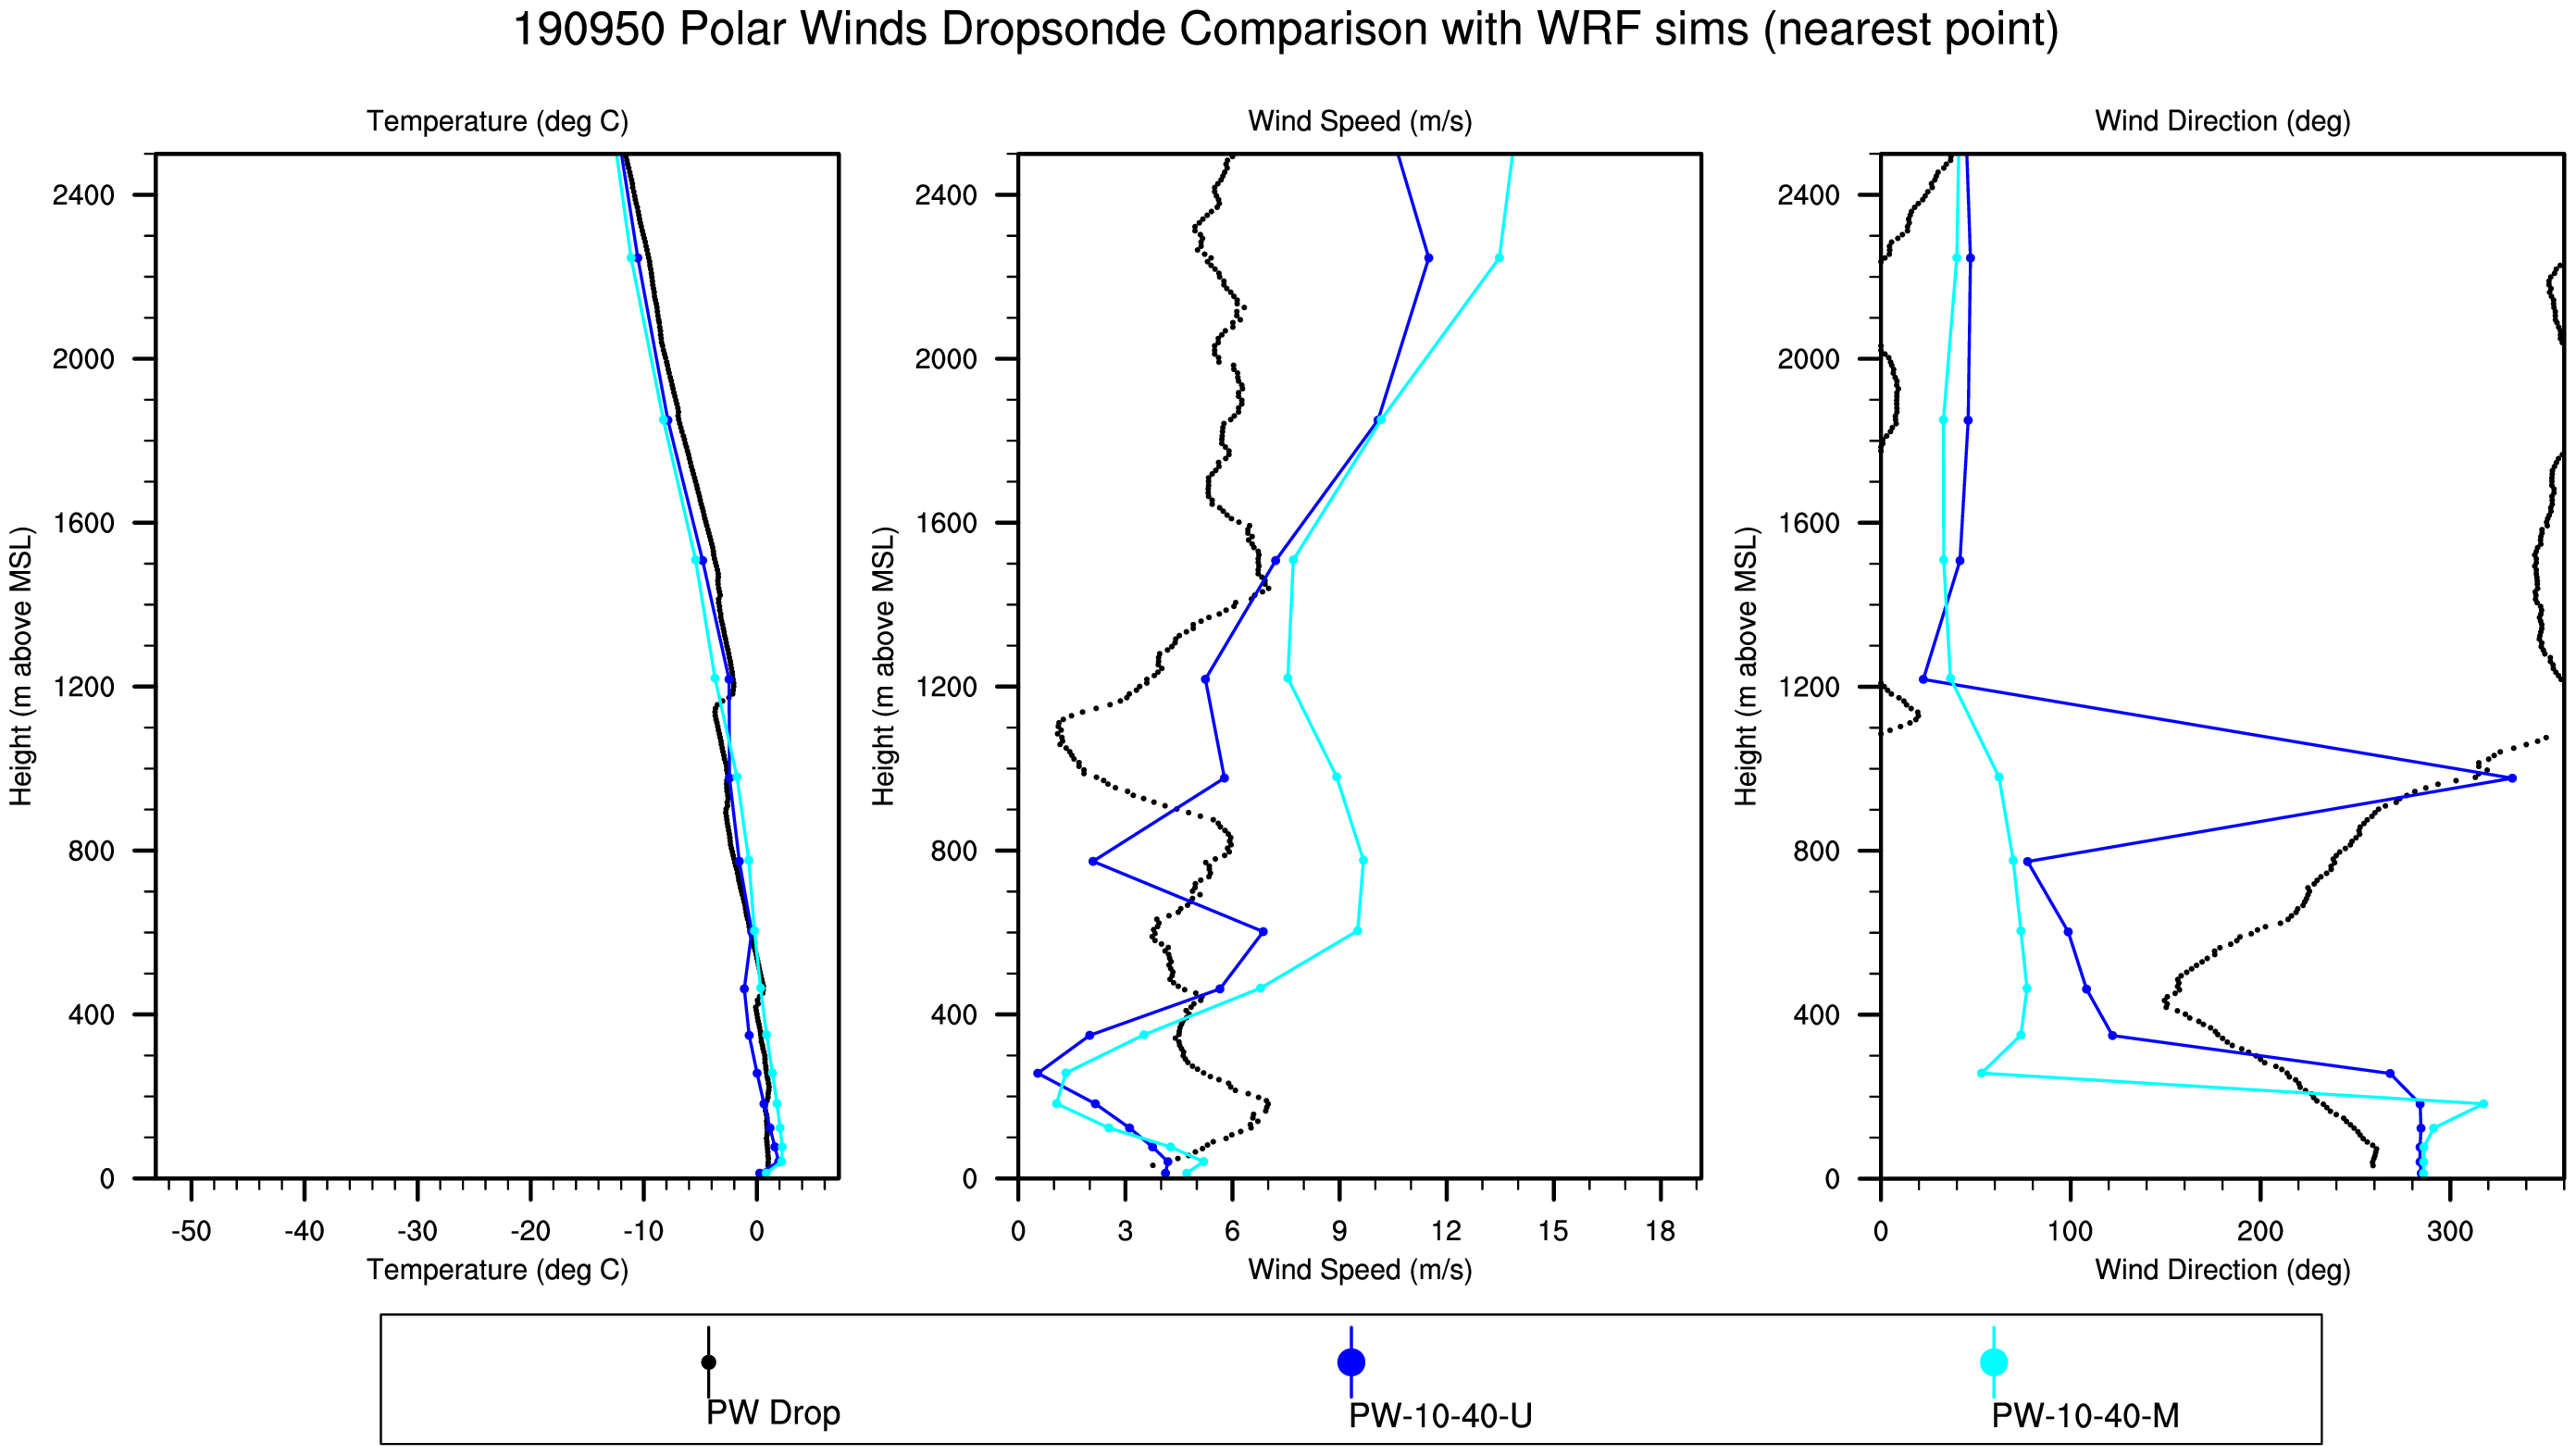 190950 Polar Winds Dropsonde Comparison with WRF sims (nearest point)
Temperature (deg C)
Wind Speed (m/s)
Wind Direction (deg)
Height (m above MSL)
2400
2000
1600
1200
800
400
0
-50 -40 -30 -20 -10 0
Temperature (deg C)
Height (m above MSL)
2400
2000
1600
1200
800
400
0
0 3 6 9 12 15 18
Wind Speed (m/s)
Height (m above MSL)
2400
2000
1600
1200
800
400
0
0 100 200 300
Wind Direction (deg)
PW Drop
PW-10-40-U
PW-10-40-M